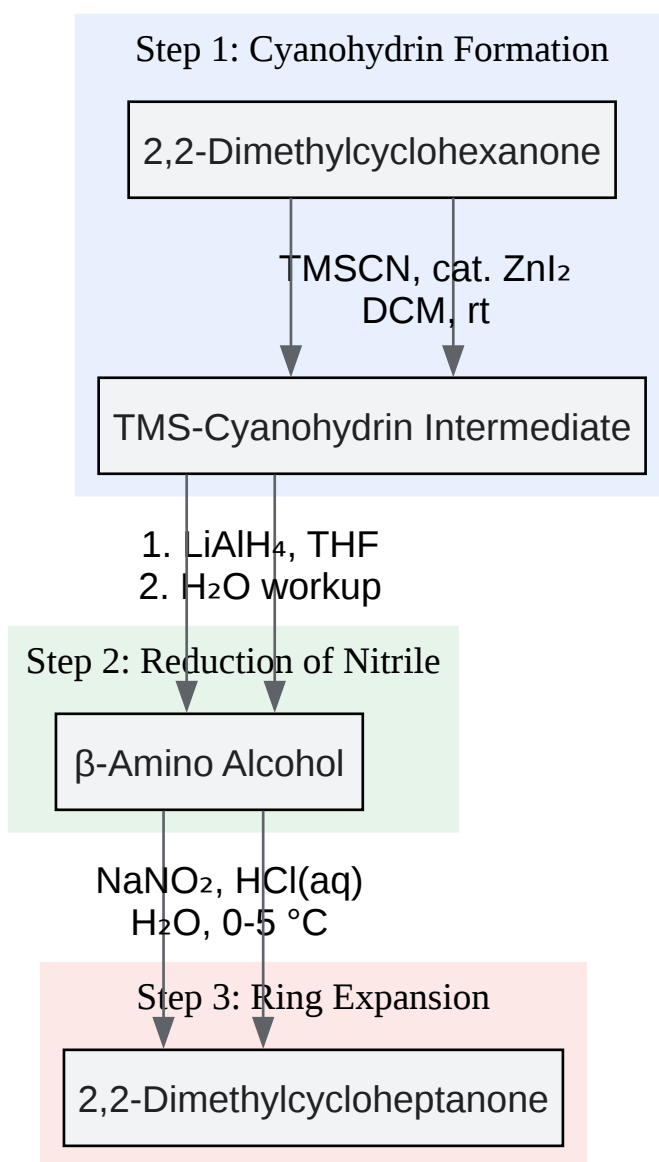 Step 1: Cyanohydrin Formation
2,2-Dimethylcyclohexanone
TMSCN, cat. ZnI₂
DCM, rt
TMS-Cyanohydrin Intermediate
1. LiAlH₄, THF
2. H₂O workup
Step 2: Reduction of Nitrile
β-Amino Alcohol
NaNO₂, HCl(aq)
H₂O, 0-5 °C
Step 3: Ring Expansion
2,2-Dimethylcycloheptanone